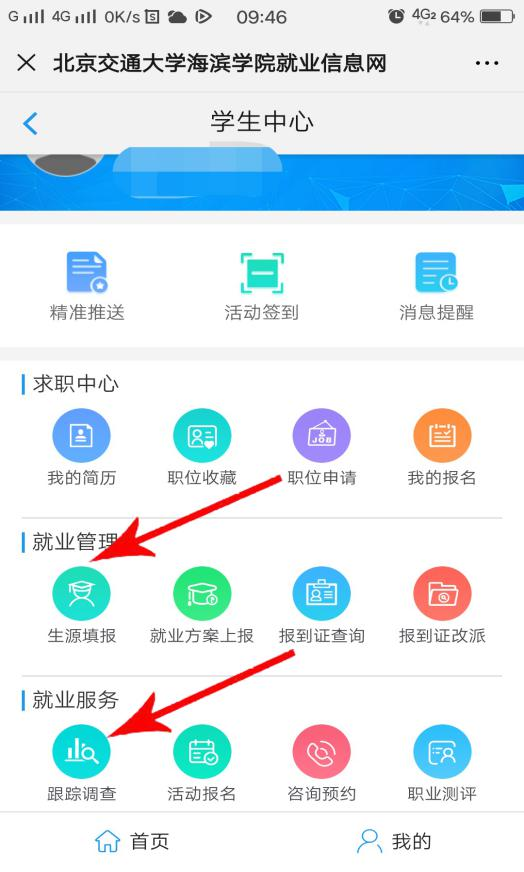 G 4G 0K/s 09:46 4G2 64%
北京交通大学海滨学院就业信息网
学生中心
精准推送 活动签到 消息提醒
求职中心
JOB
我的简历 职位收藏 职位申请 我的报名
就业管理
生源填报 就业方案上报 报到证查询 报到证改派
就业服务
跟踪调查 活动报名 咨询预约 职业测评
首页 我的